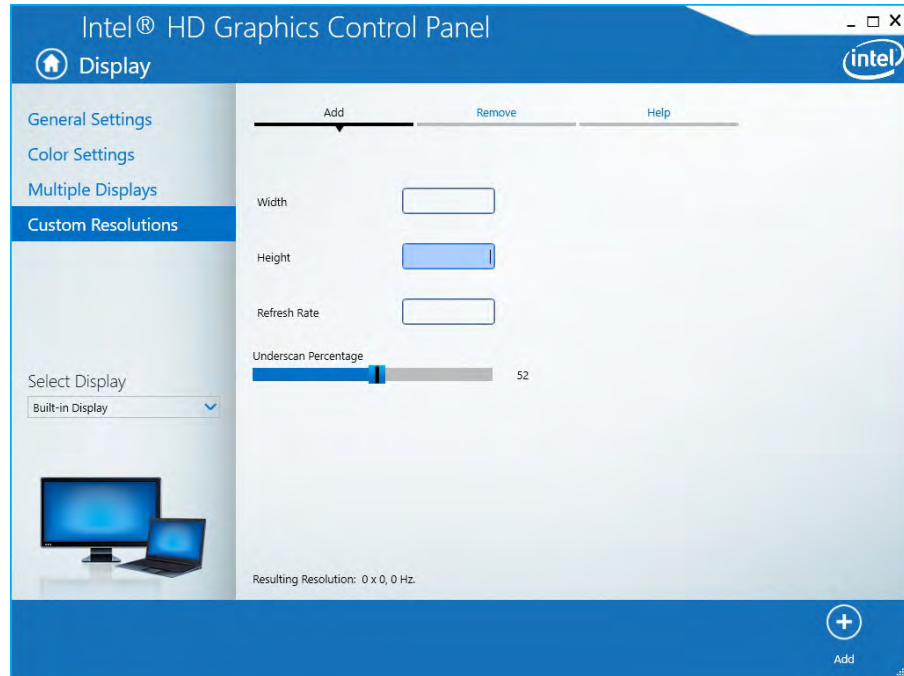 Intel® HD Graphics Control Panel
Display
intel
General Settings
Color Settings
Multiple Displays
Custom Resolutions
Select Display
Built-in Display
Add
Remove
Help
Width
Height
Refresh Rate
Underscan Percentage
52
Resulting Resolution: 0 x 0, 0 Hz.
Add